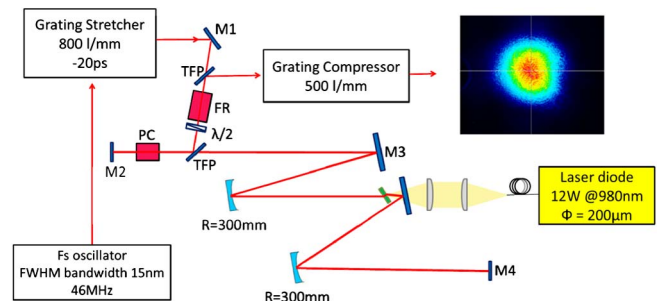 Grating Stretcher
800 l/mm
-20ps
M1
TFP
Grating Compressor
500 l/mm
FR
λ/2
PC
M2
TFP
M3
R=300mm
Laser diode
12W @980nm
Φ = 200μm
Fs oscillator
FWHM bandwidth 15nm
46MHz
M4
R=300mm